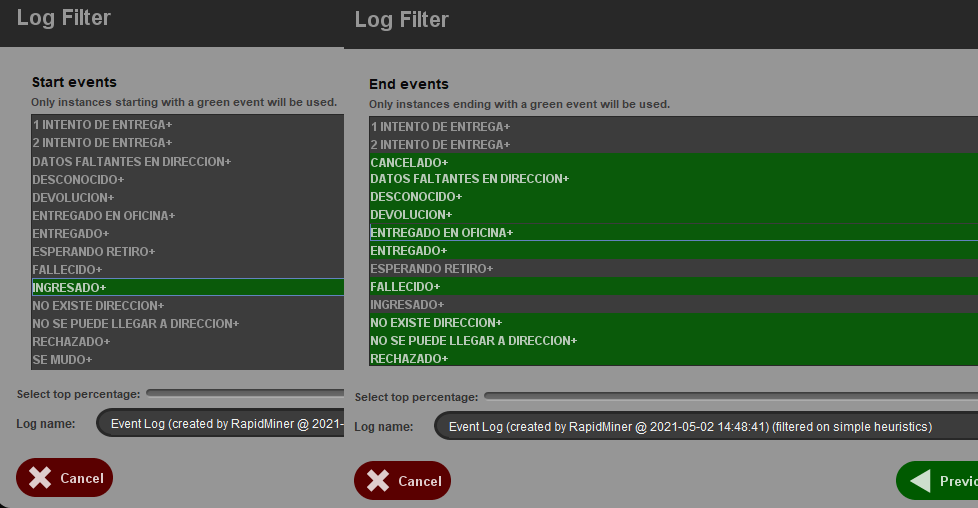 Log Filter
Start events
Only instances starting with a green event will be used.
1 INTENTO DE ENTREGA+
2 INTENTO DE ENTREGA+
DATOS FALTANTES EN DIRECCION+
DESCONOCIDO+
DEVOLUCION+
ENTREGADO EN OFICINA+
ENTREGADO+
ESPERANDO RETIRO+
FALLECIDO+
INGRESADO+
NO EXISTE DIRECCION+
NO SE PUEDE LLEGAR A DIRECCION+
RECHAZADO+
SE MUDO+
Select top percentage:
Log name:
Event Log (created by RapidMiner @ 2021-
Cancel
Log Filter
End events
Only instances ending with a green event will be used.
1 INTENTO DE ENTREGA+
2 INTENTO DE ENTREGA+
CANCELADO+
DATOS FALTANTES EN DIRECCION+
DESCONOCIDO+
DEVOLUCION+
ENTREGADO EN OFICINA+
ENTREGADO+
ESPERANDO RETIRO+
FALLECIDO+
INGRESADO+
NO EXISTE DIRECCION+
NO SE PUEDE LLEGAR A DIRECCION+
RECHAZADO+
Select top percentage:
Log name:
Event Log (created by RapidMiner @ 2021-05-02 14:48:41) (filtered on simple heuristics)
Cancel
Previo